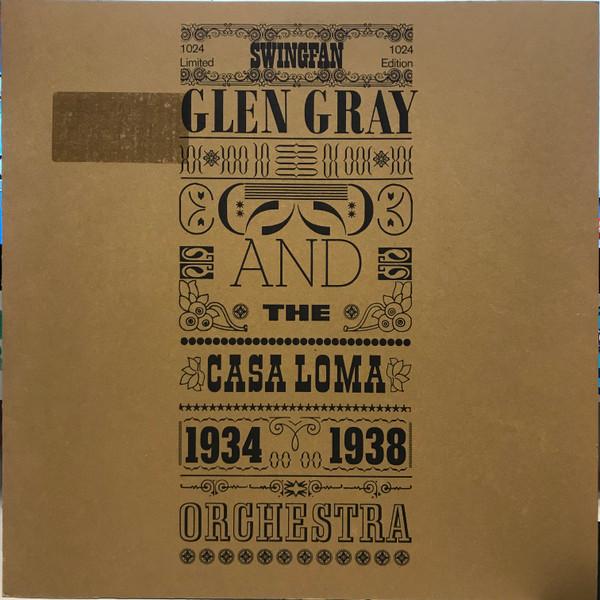 1024 SWINGFAN 1024
Limited Edition
GLEN GRAY
AND
THE
CASA LOMA
1934 1938
ORCHESTRA